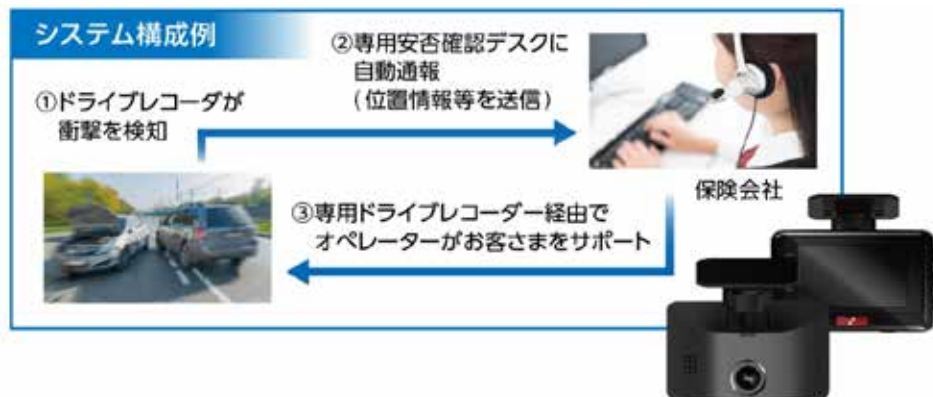 システム構成例
①ドライブレコーダが
衝撃を検知
②専用安否確認デスクに
自動通報
(位置情報等を送信)
保険会社
③専用ドライブレコーダー経由で
オペレーターがお客さまをサポート